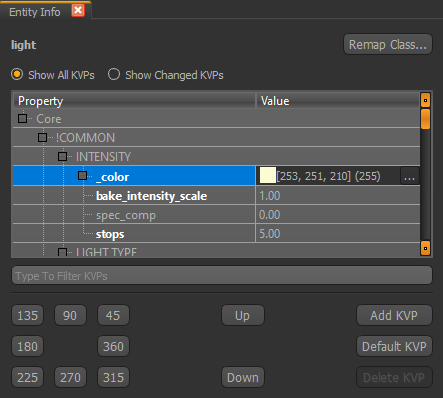 Entity Info
light Remap Class...
Show All KVPs Show Changed KVPs
Property Value
Core
!COMMON
INTENSITY
_color [253, 251, 210] (255) ...
bake_intensity_scale 1.00
spec_comp 0.00
stops 5.00
LIGHT TYPE
Type To Filter KVPs
135 90 45 Up Add KVP
180 360 Default KVP
225 270 315 Down Delete KVP